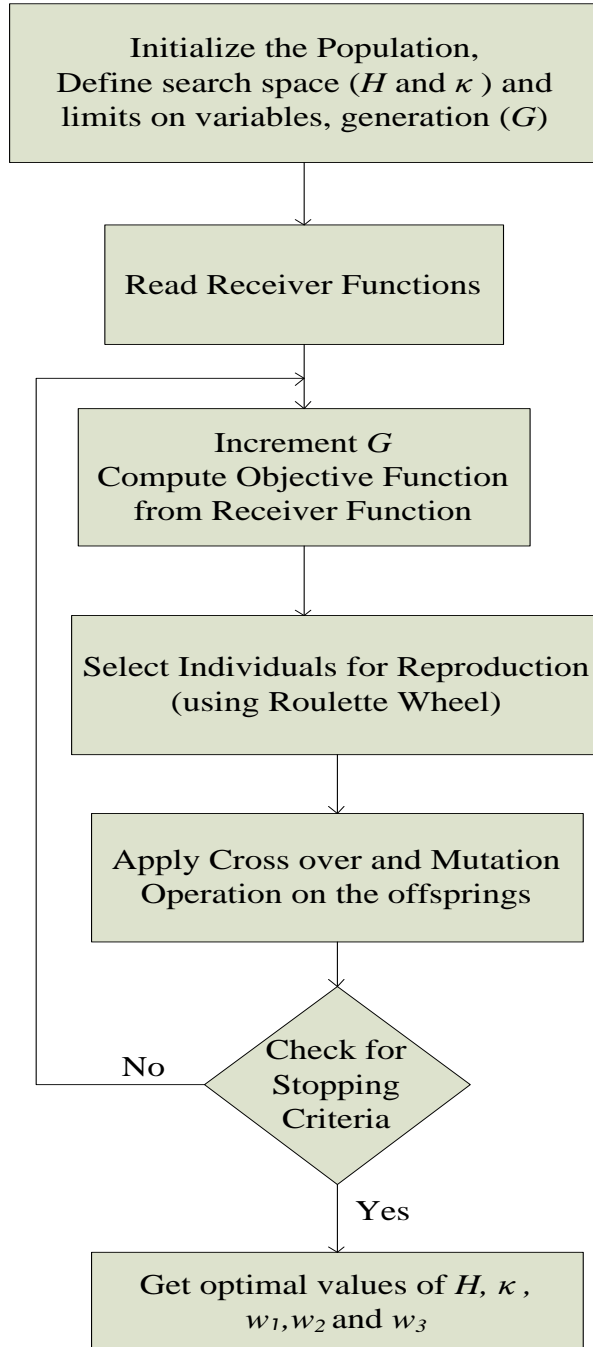 Initialize the Population,
Define search space (H and κ ) and
limits on variables, generation (G)
Read Receiver Functions
Increment G
Compute Objective Function
from Receiver Function
Select Individuals for Reproduction
(using Roulette Wheel)
Apply Cross over and Mutation
Operation on the offsprings
Check for
Stopping
Criteria
No
Yes
Get optimal values of H, κ ,
w1,w2 and w3